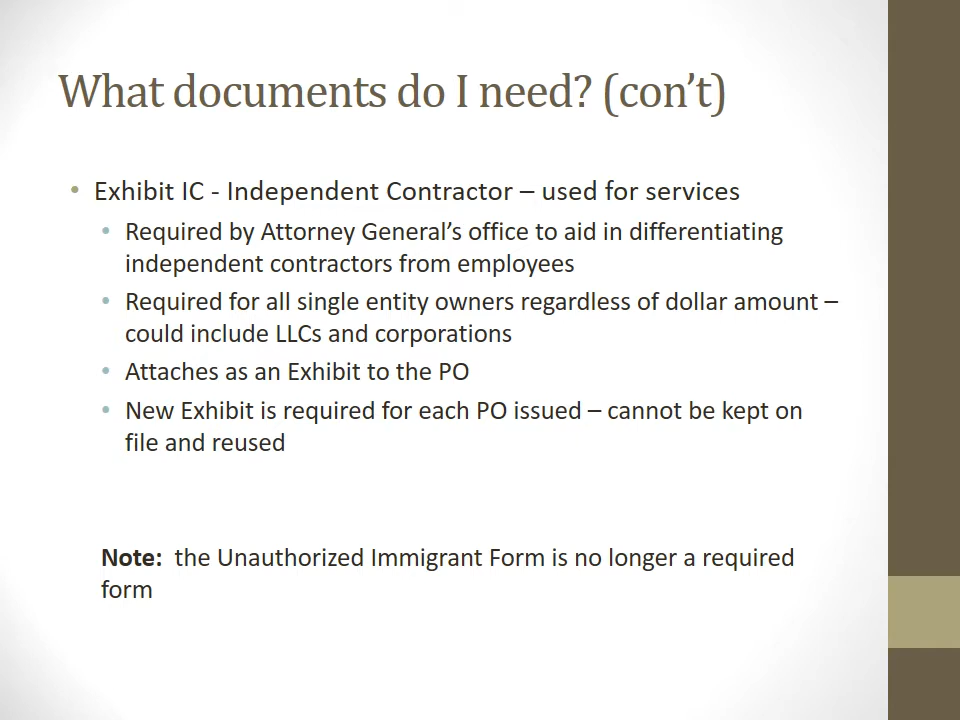 What documents do I need? (con’t)
• Exhibit IC - Independent Contractor – used for services
• Required by Attorney General’s office to aid in differentiating
independent contractors from employees
• Required for all single entity owners regardless of dollar amount –
could include LLCs and corporations
• Attaches as an Exhibit to the PO
• New Exhibit is required for each PO issued – cannot be kept on
file and reused
Note:  the Unauthorized Immigrant Form is no longer a required
form